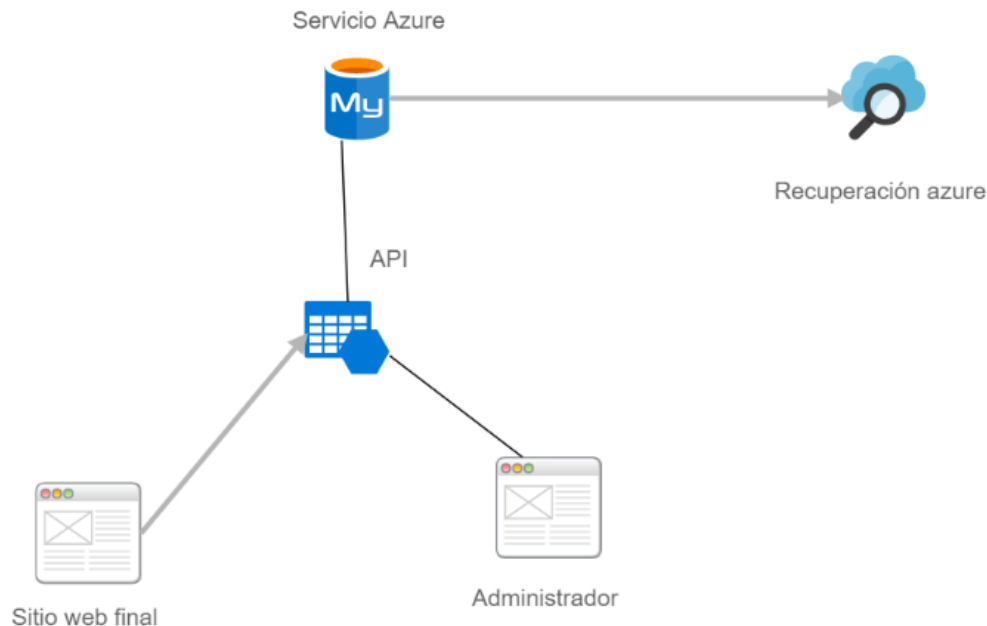 Servicio Azure
My
Recuperación azure
API
Administrador
Sitio web final